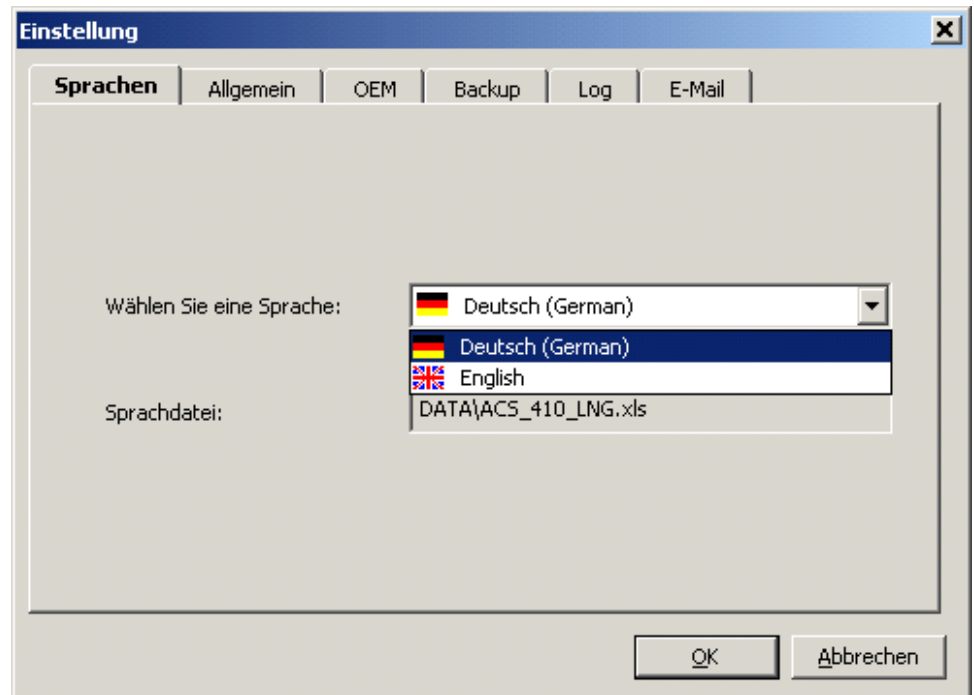 Einstellung
Sprachen Allgemein OEM Backup Log E-Mail
Wählen Sie eine Sprache: Deutsch (German)
Deutsch (German)
English
Sprachdatei: DATA\ACS_410_LNG.xls
OK Abbrechen